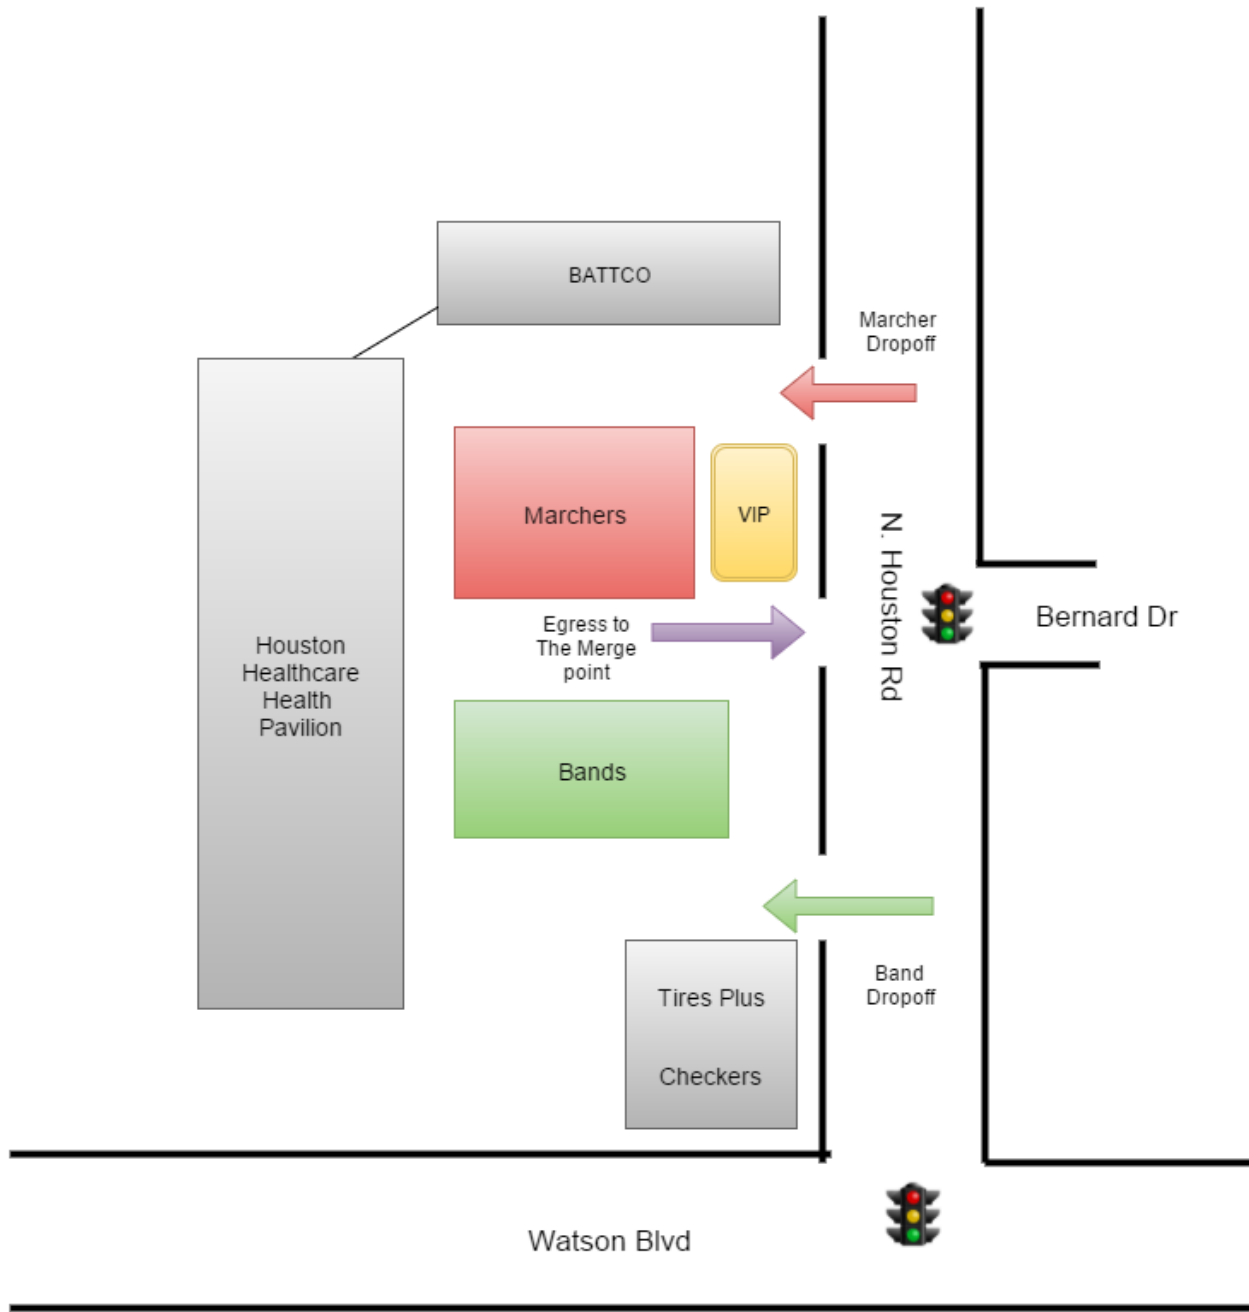 BATTCO
Marcher
Dropoff
Marchers
VIP
N. Houston Rd
Bernard Dr
Egress to
The Merge
point
Houston
Healthcare
Health
Pavilion
Bands
Band
Dropoff
Tires Plus
Checkers
Watson Blvd